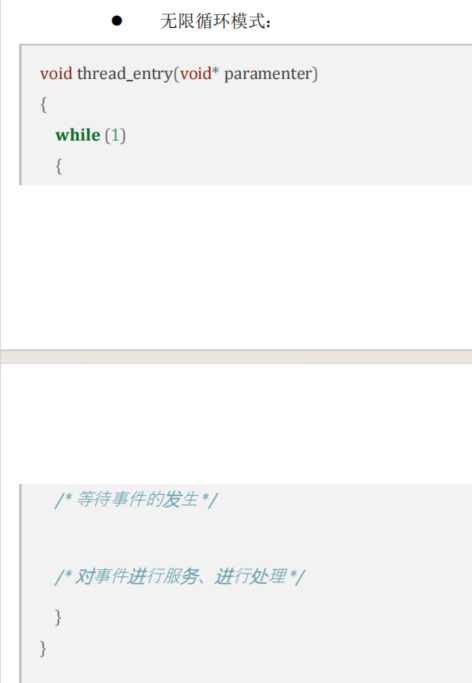 ● 无限循环模式：
void thread_entry(void* paramenter)
{
while (1)
{
/* 等待事件的发生 */
/* 对事件进行服务、进行处理 */
}
}